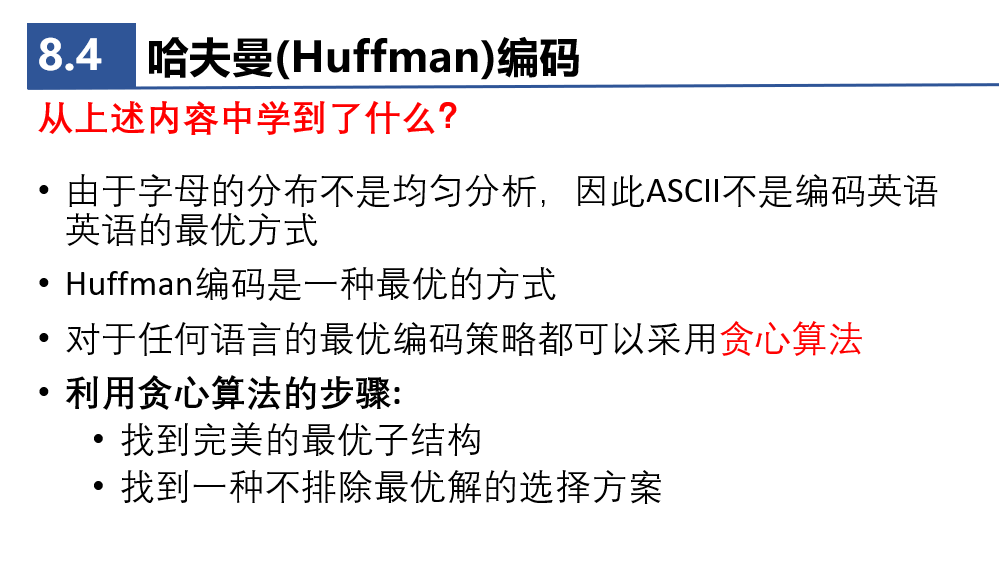 8.4 哈夫曼(Huffman)编码
从上述内容中学到了什么?
• 由于字母的分布不是均匀分析，因此ASCII不是编码英语
英语的最优方式
• Huffman编码是一种最优的方式
• 对于任何语言的最优编码策略都可以采用贪心算法
• 利用贪心算法的步骤:
• 找到完美的最优子结构
• 找到一种不排除最优解的选择方案